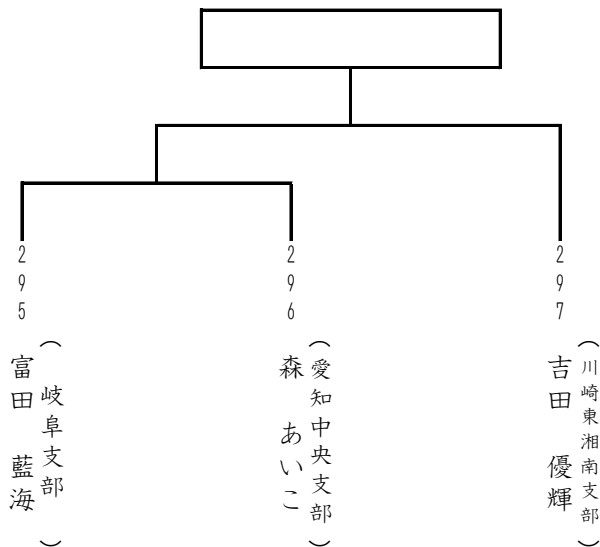 295
富田 藍海
（岐阜支部）
296
森 あいこ
（愛知中央支部）
297
吉田 優輝
（川崎東湘南支部）